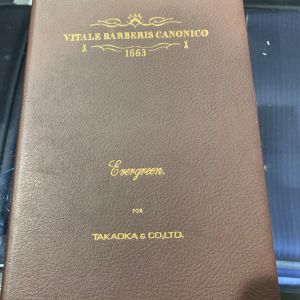 VITALE BARBERIS CANONICO
1663
Evergreen.
FOR
TAKAOKA & CO,LTD.